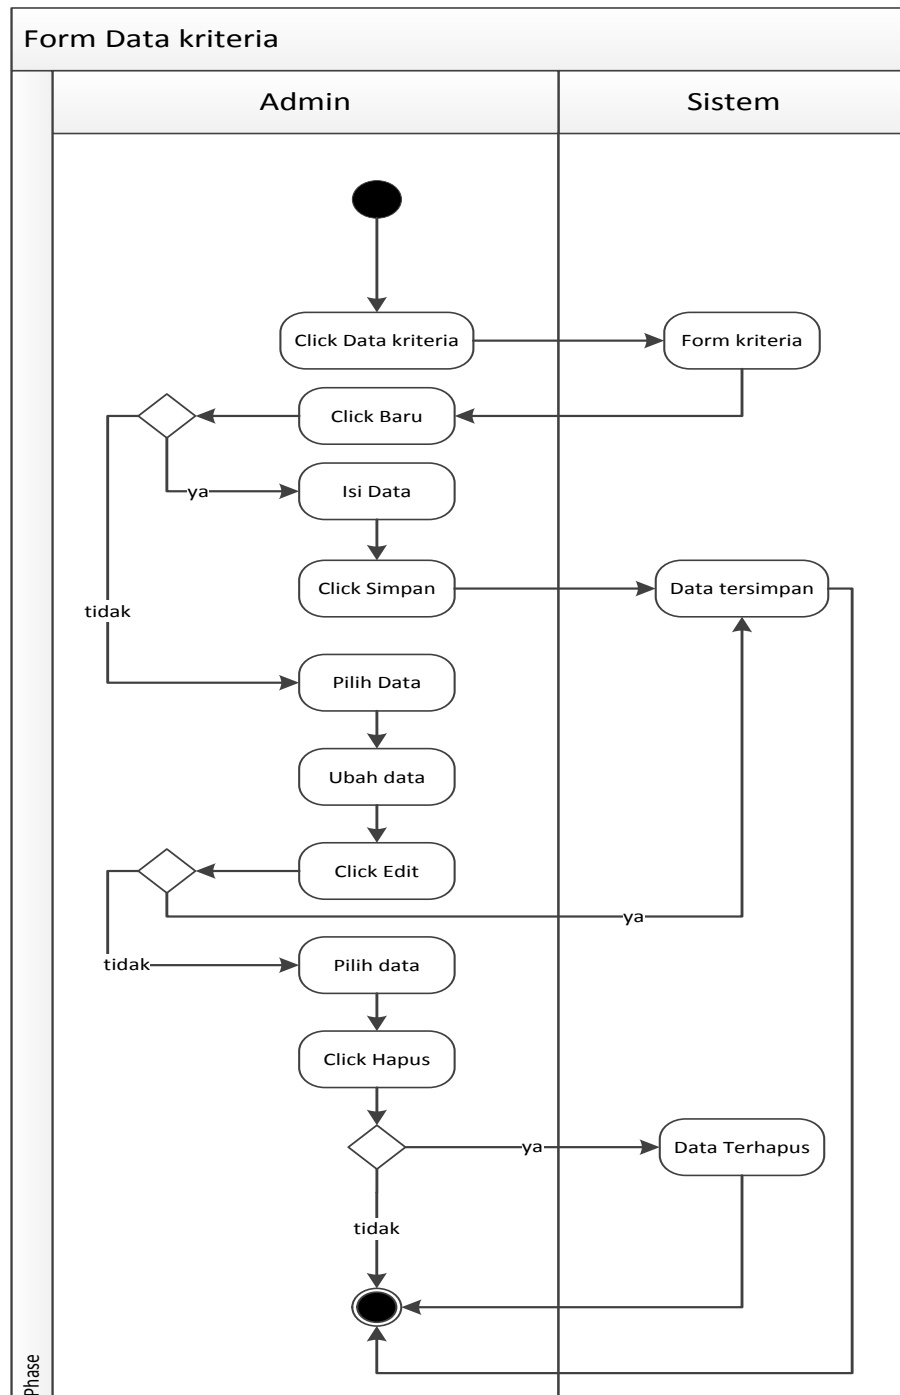 Form Data kriteria
Admin
Sistem
Click Data kriteria
Form kriteria
Click Baru
ya
Isi Data
Click Simpan
Data tersimpan
tidak
Pilih Data
Ubah data
Click Edit
ya
tidak
Pilih data
Click Hapus
ya
Data Terhapus
tidak
Phase